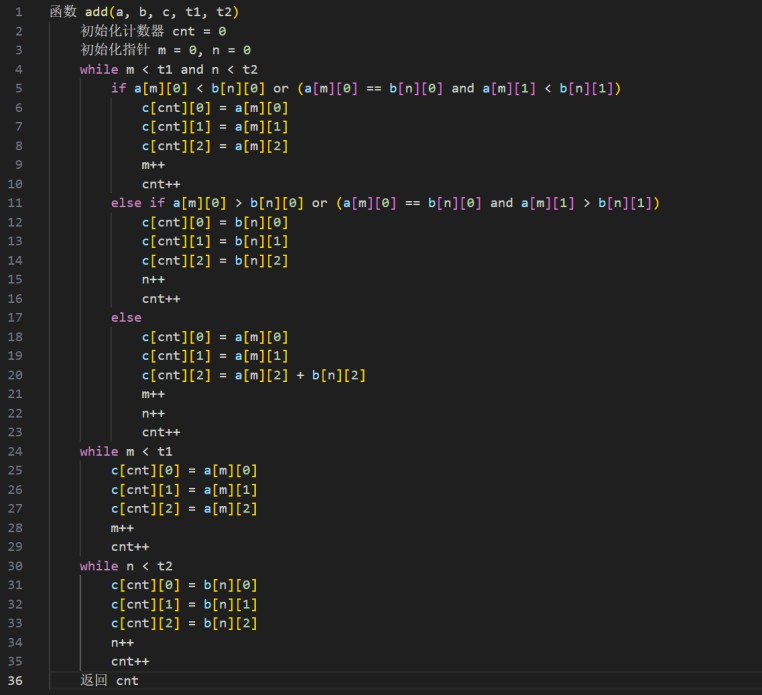 1 函数 add(a, b, c, t1, t2)
2 初始化计数器 cnt = 0
3 初始化指针 m = 0, n = 0
4 while m < t1 and n < t2
5 if a[m][0] < b[n][0] or (a[m][0] == b[n][0] and a[m][1] < b[n][1])
6 c[cnt][0] = a[m][0]
7 c[cnt][1] = a[m][1]
8 c[cnt][2] = a[m][2]
9 m++
10 cnt++
11 else if a[m][0] > b[n][0] or (a[m][0] == b[n][0] and a[m][1] > b[n][1])
12 c[cnt][0] = b[n][0]
13 c[cnt][1] = b[n][1]
14 c[cnt][2] = b[n][2]
15 n++
16 cnt++
17 else
18 c[cnt][0] = a[m][0]
19 c[cnt][1] = a[m][1]
20 c[cnt][2] = a[m][2] + b[n][2]
21 m++
22 n++
23 cnt++
24 while m < t1
25 c[cnt][0] = a[m][0]
26 c[cnt][1] = a[m][1]
27 c[cnt][2] = a[m][2]
28 m++
29 cnt++
30 while n < t2
31 c[cnt][0] = b[n][0]
32 c[cnt][1] = b[n][1]
33 c[cnt][2] = b[n][2]
34 n++
35 cnt++
36 返回 cnt